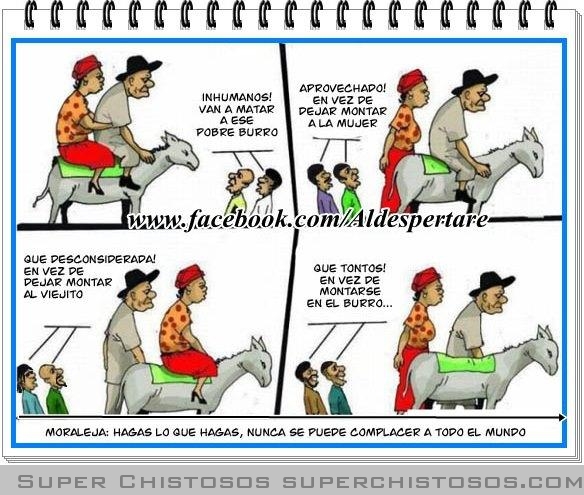 INHUMANOS!
VAN A MATAR
A ESE
POBRE BURRO
APROVECHADO!
EN VEZ DE
DEJAR MONTAR
A LA MUJER
www.facebook.com/Aldespertare
QUE DESCONSIDERADA!
EN VEZ DE
DEJAR MONTAR
AL VIEJITO
QUE TONTOS!
EN VEZ DE
MONTARSE
EN EL BURRO...
MORALEJA: HAGAS LO QUE HAGAS, NUNCA SE PUEDE COMPLACER A TODO EL MUNDO
SUPER CHISTOSOS SUPERCHISTOSOS.COM